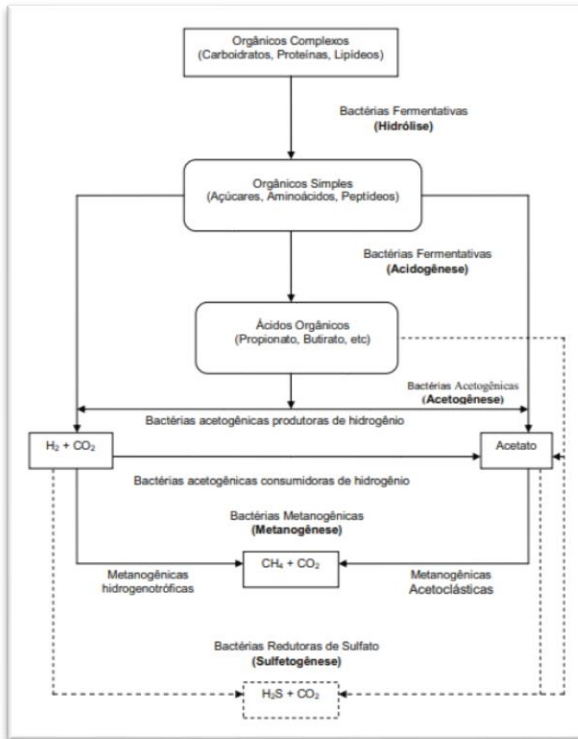 Orgânicos Complexos
(Carboidratos, Proteínas, Lipídeos)
Bactérias Fermentativas
(Hidrólise)
Orgânicos Simples
(Açúcares, Aminoácidos, Peptídeos)
Bactérias Fermentativas
(Acidogênese)
Ácidos Orgânicos
(Propionato, Butirato, etc)
Bactérias Acetogênicas
(Acetogênese)
Bactérias acetogênicas produtoras de hidrogênio
H₂ + CO₂
Acetato
Bactérias acetogênicas consumidoras de hidrogênio
Bactérias Metanogênicas
(Metanogênese)
CH₄ + CO₂
Metanogênicas
hidrogenotróficas
Metanogênicas
Acetoclásticas
Bactérias Redutoras de Sulfato
(Sulfetogênese)
H₂S + CO₂